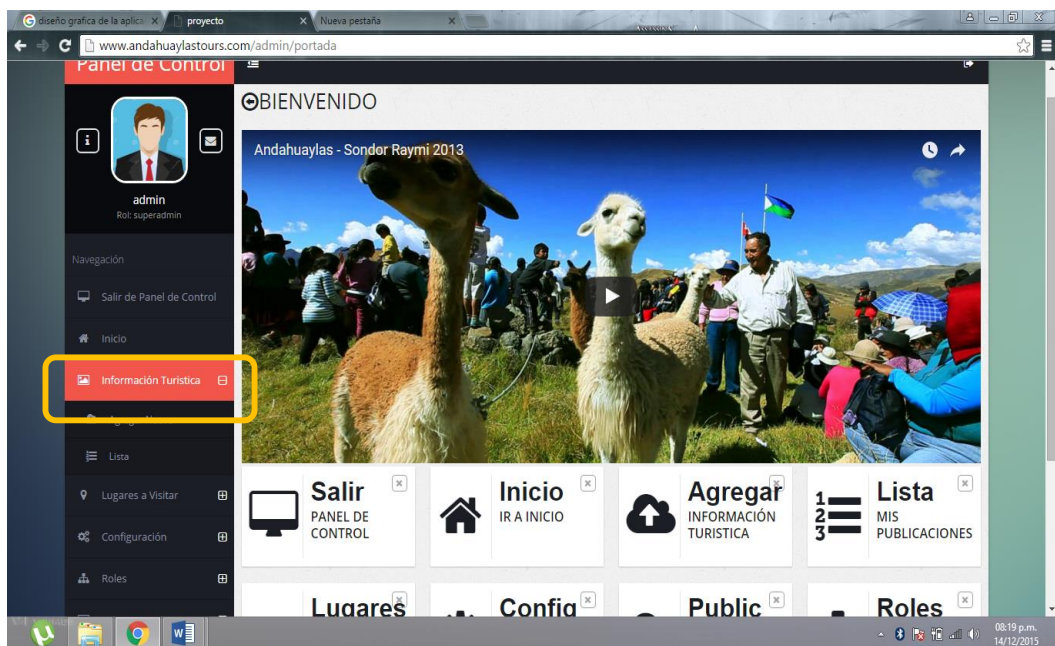 diseño grafica de la aplica
proyecto
Nueva pestaña
www.andahuaylastours.com/admin/portada
Panel de Control
BIENVENIDO
Andahuaylas - Sondor Raymi 2013
admin
Rol: superadmin
Navegación
Salir de Panel de Control
Inicio
Información Turistica
Lista
Lugares a Visitar
Configuración
Roles
Salir
PANEL DE
CONTROL
Inicio
IR A INICIO
Agregar
INFORMACIÓN
TURISTICA
Lista
MIS
PUBLICACIONES
Lugares
Config
Public
Roles
08:19 p.m.
14/12/2015